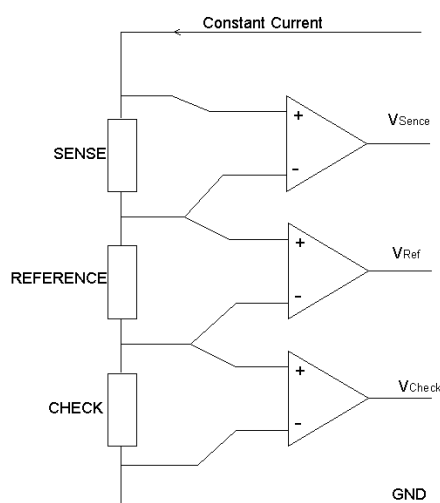 Constant Current
+
VSence
SENSE
-
+
VRef
REFERENCE
-
+
VCheck
CHECK
-
GND